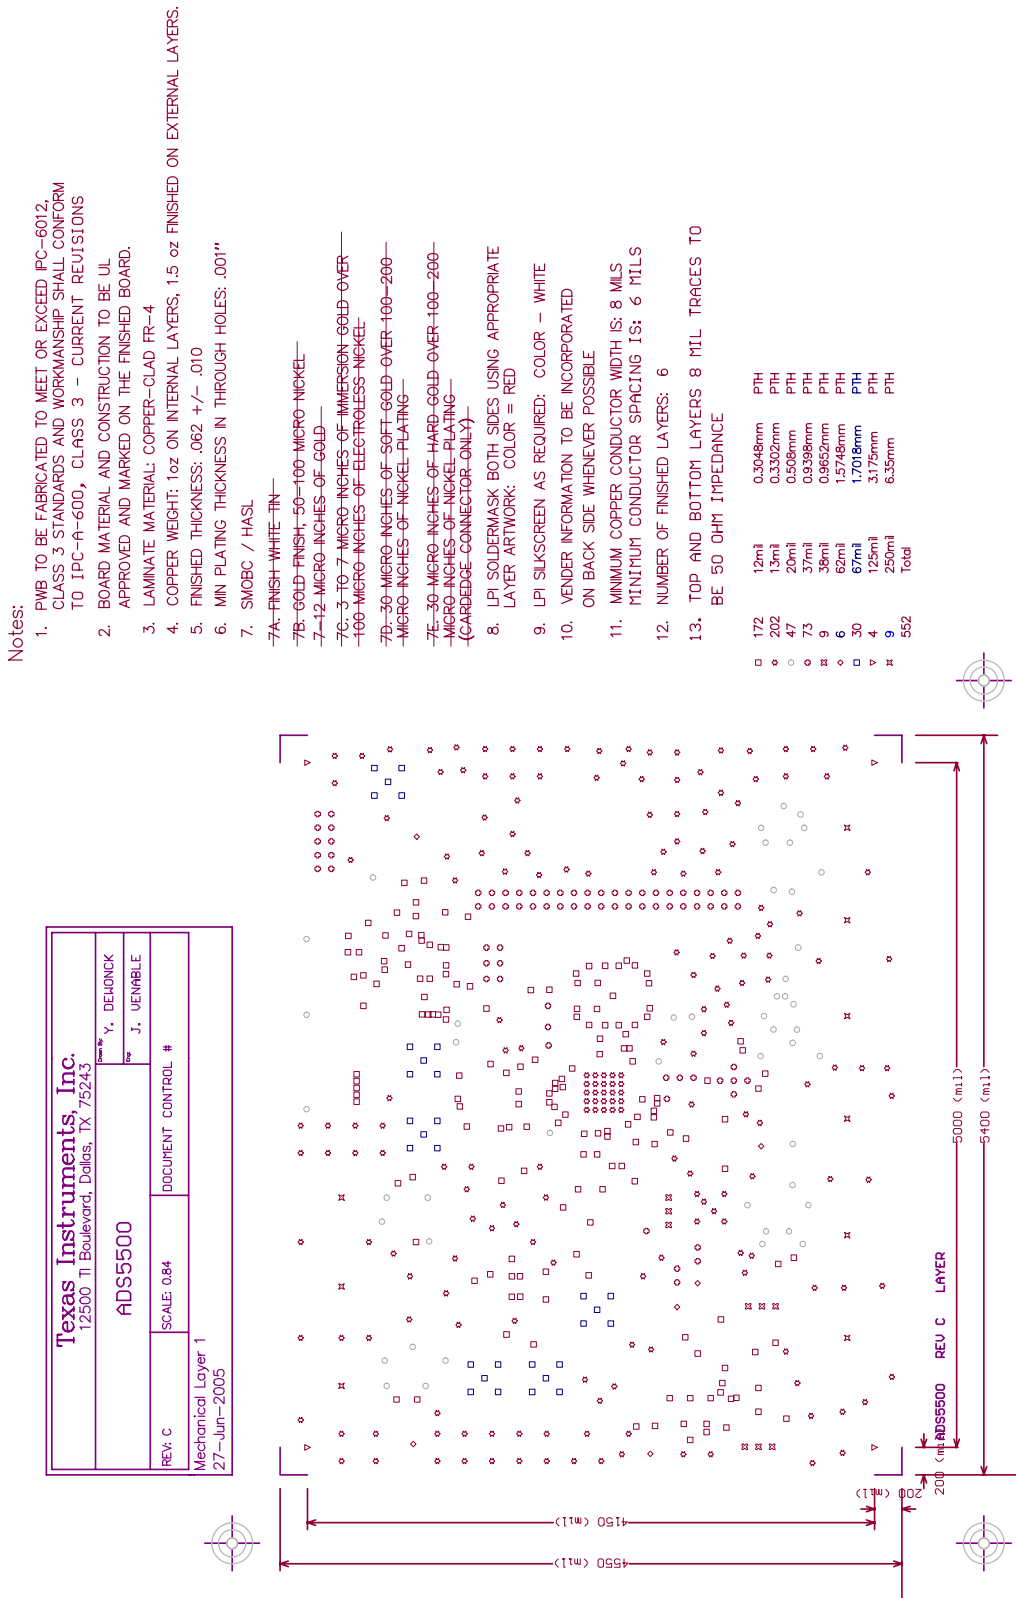 Notes:
1. PWB TO BE FABRICATED TO MEET OR EXCEED IPC-6012,
CLASS 3 STANDARDS AND WORKMANSHIP SHALL CONFORM
TO IPC-A-600, CLASS 3 - CURRENT REVISIONS
2. BOARD MATERIAL AND CONSTRUCTION TO BE UL
APPROVED AND MARKED ON THE FINISHED BOARD.
3. LAMINATE MATERIAL: COPPER-CLAD FR-4
4. COPPER WEIGHT: 1oz ON INTERNAL LAYERS, 1.5 oz FINISHED ON EXTERNAL LAYERS.
5. FINISHED THICKNESS: .062 +/- .010
6. MIN PLATING THICKNESS IN THROUGH HOLES: .001"
7. SMOBC / HASL
7A. FINISH WHITE TIN
7B. GOLD FINISH, 50-100 MICRO NICKEL
7-12 MICRO INCHES OF GOLD
7C. 3 TO 7 MICRO INCHES OF IMMERSION GOLD OVER
100 MICRO INCHES OF ELECTROLESS NICKEL
7D. 30 MICRO INCHES OF SOFT GOLD OVER 100-200
MICRO INCHES OF NICKEL PLATING
7E. 30 MICRO INCHES OF HARD GOLD OVER 100-200
MICRO INCHES OF NICKEL PLATING
(CARDEDGE CONNECTOR ONLY)
8. LPI SOLDERMASK BOTH SIDES USING APPROPRIATE
LAYER ARTWORK: COLOR = RED
9. LPI SILKSCREEN AS REQUIRED: COLOR - WHITE
10. VENDER INFORMATION TO BE INCORPORATED
ON BACK SIDE WHENEVER POSSIBLE
11. MINIMUM COPPER CONDUCTOR WIDTH IS: 8 MILS
MINIMUM CONDUCTOR SPACING IS: 6 MILS
12. NUMBER OF FINISHED LAYERS: 6
13. TOP AND BOTTOM LAYERS 8 MIL TRACES TO
BE 50 OHM IMPEDANCE
172 12mil 0.3048mm PTH
202 13mil 0.3302mm PTH
47 20mil 0.508mm PTH
73 37mil 0.9398mm PTH
9 38mil 0.9652mm PTH
6 62mil 1.5748mm PTH
30 67mil 1.7018mm PTH
4 125mil 3.175mm PTH
9 250mil 6.35mm PTH
552 Total
Texas Instruments, Inc.
12500 TI Boulevard, Dallas, TX 75243
ADS5500
Drawn By: Y. DEWONCK
Eng: J. VENABLE
REV: C SCALE: 0.84 DOCUMENT CONTROL #
Mechanical Layer 1
27-Jun-2005
5000 (mil)
5400 (mil)
ADS5500 REV C LAYER
200 (mil)
200 (mil)
4150 (mil)
4550 (mil)